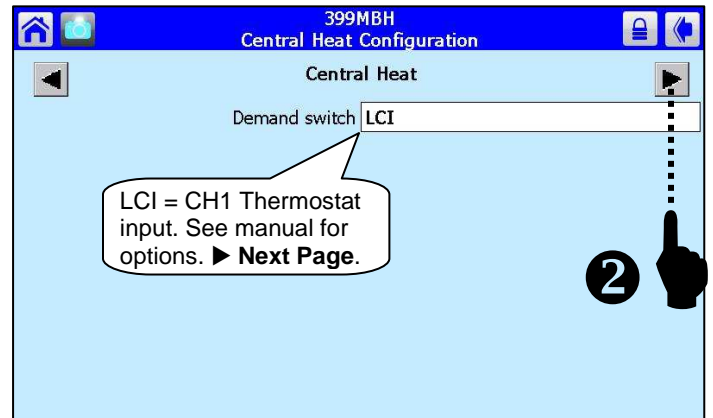 399MBH
Central Heat Configuration
Central Heat
Demand switch LCI
LCI = CH1 Thermostat
input. See manual for
options. ▶ Next Page.
2